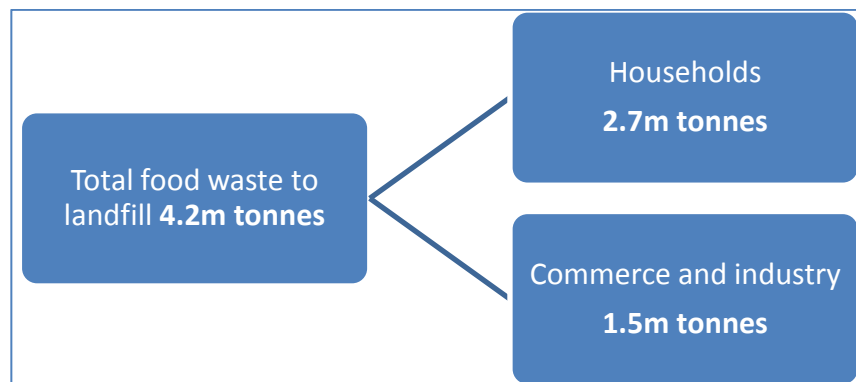 Total food waste to
landfill 4.2m tonnes
Households
2.7m tonnes
Commerce and industry
1.5m tonnes